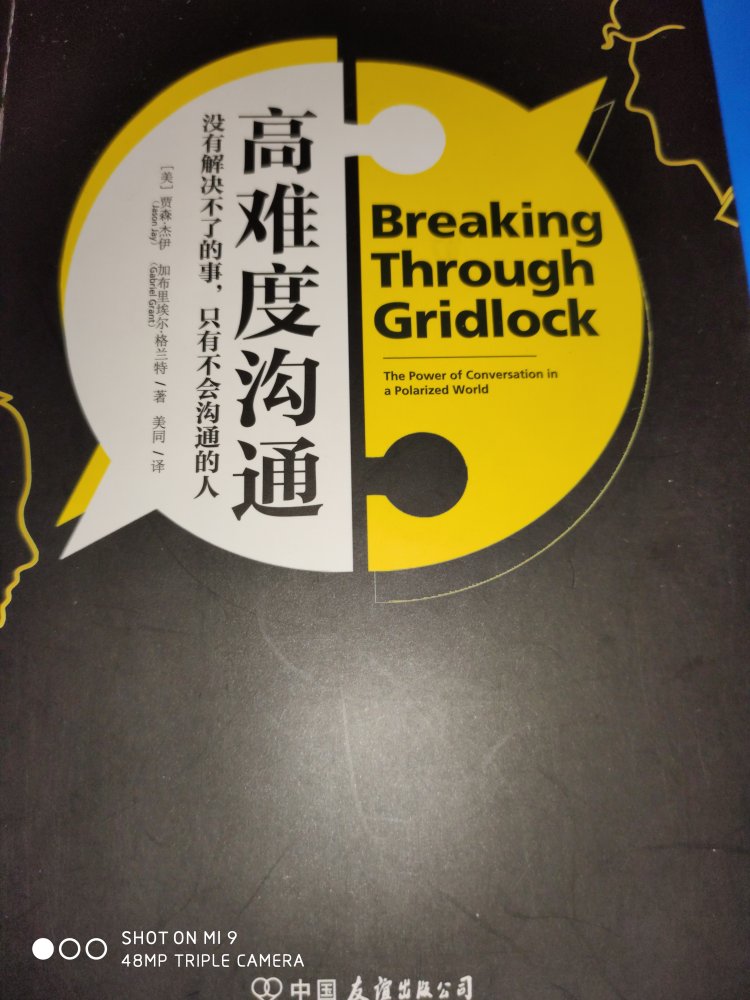 高难度沟通
没有解决不了的事，只有不会沟通的人
［美］贾森·杰伊 加布里埃尔·格兰特 / 著 美同 / 译
（Jason Jay）
（Gabriel Grant）
Breaking
Through
Gridlock
The Power of Conversation in
a Polarized World
SHOT ON MI 9
48MP TRIPLE CAMERA
中国友谊出版公司